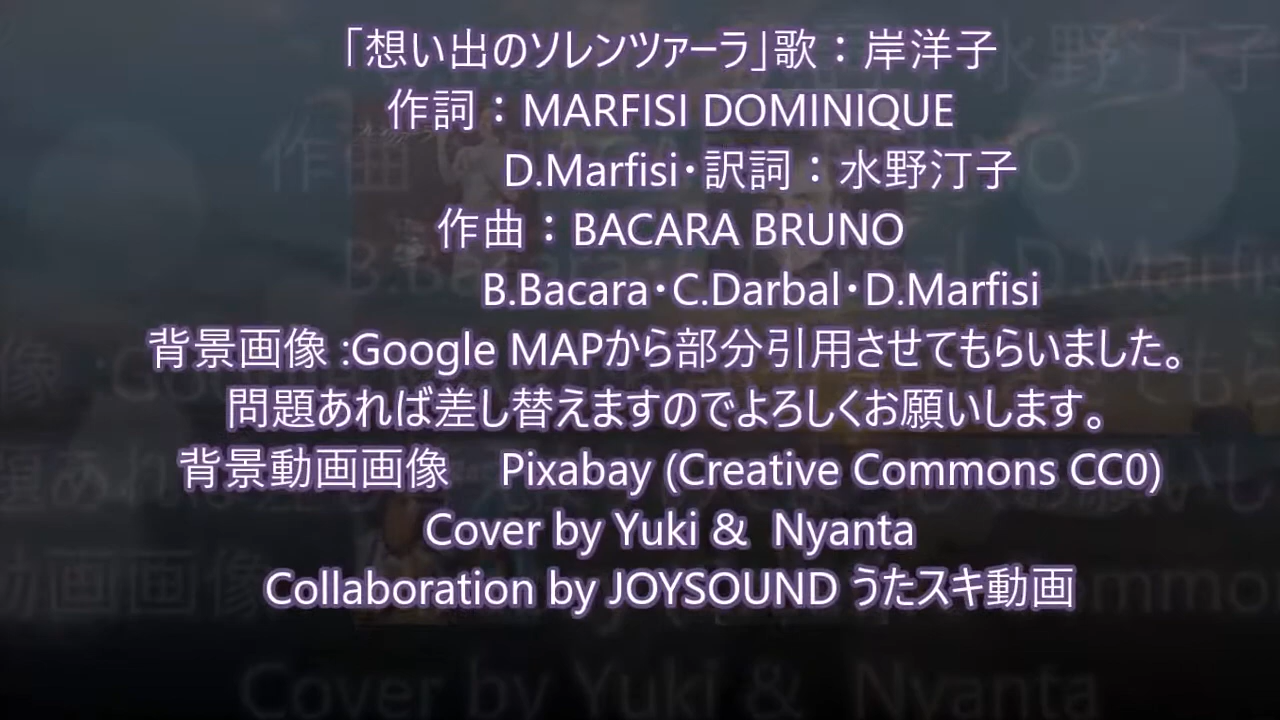 「想い出のソレンツァーラ」歌：岸洋子
作詞：MARFISI DOMINIQUE
D.Marfisi・訳詞：水野汀子
作曲：BACARA BRUNO
B.Bacara・C.Darbal・D.Marfisi
背景画像 :Google MAPから部分引用させてもらいました。
問題あれば差し替えますのでよろしくお願いします。
背景動画画像　Pixabay (Creative Commons CC0)
Cover by Yuki ＆ Nyanta
Collaboration by JOYSOUND うたスキ動画